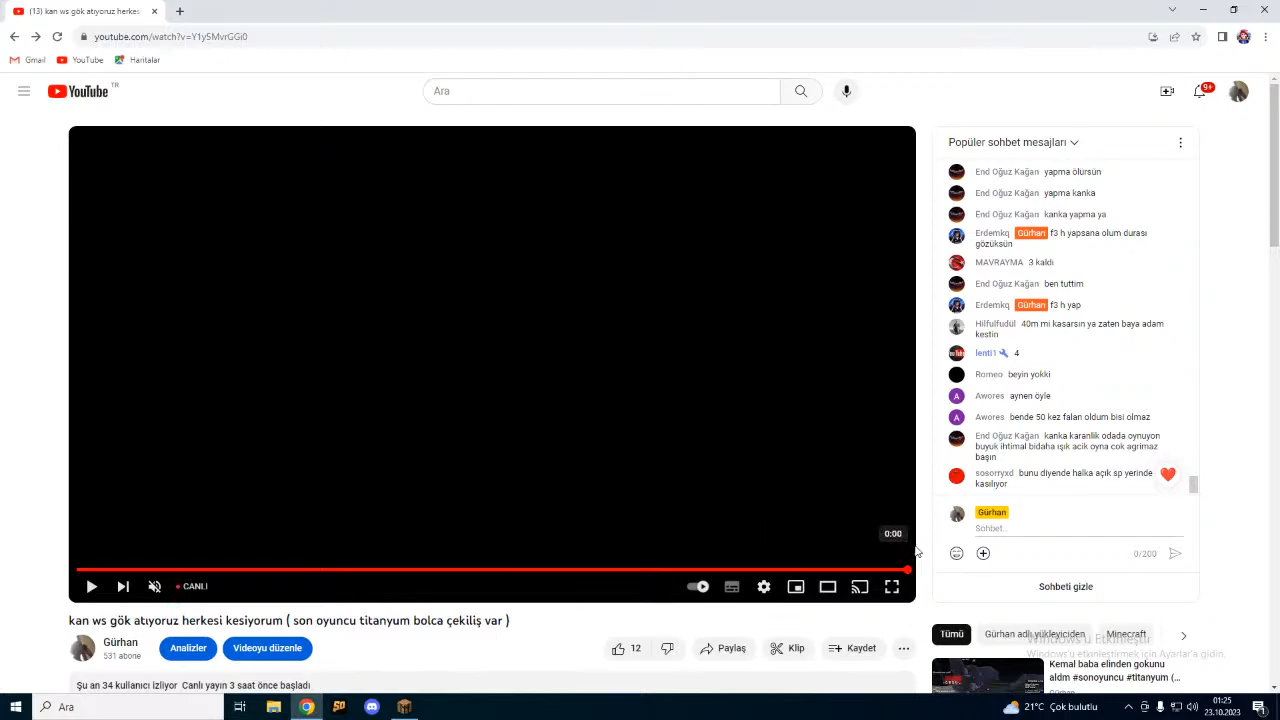 (13) kan ws gök atıyoruz herkes
youtube.com/watch?v=Y1ySMvrGGi0
Gmail
YouTube
Haritalar
YouTube TR
Ara
9+
Popüler sohbet mesajları
End Oğuz Kağan yapma ölürsün
End Oğuz Kağan yapma kanka
End Oğuz Kağan kanka yapma ya
Erdemkq Gürhan f3 h yapsana olum durası
gözüksün
MAVRAYMA 3 kaldı
End Oğuz Kağan ben tuttim
Erdemkq Gürhan f3 h yap
Hilfulfudül 40m mi kasarsın ya zaten baya adam
kestin
lenti1 4
Romeo beyin yokki
A Awores aynen öyle
A Awores bende 50 kez falan oldum bisi olmaz
End Oğuz Kağan kanka karanlik odada oynuyon
buyuk ihtimal bidaha ışık acik oyna cok agrimaz
başın
sosorryxd bunu diyende halka açık sp yerinde
kasılıyor
Gürhan
Sohbet...
0/200
Sohbeti gizle
0:00
CANLI
kan ws gök atıyoruz herkesi kesiyorum ( son oyuncu titanyum bolca çekiliş var )
Gürhan
531 abone
Analizler
Videoyu düzenle
12
Paylaş
Klip
Kaydet
Şu an 34 kullanıcı izliyor Canlı yayın 3 saat önce başladı
Tümü
Gürhan adlı yükleyiciden
Minecraft
Windows'u Etkinleştir
Windows'u etkinleştirmek için Ayarlar'a gidin.
Kemal baba elinden gokunu
aldım #sonoyuncu #titanyum (...
Ara
21°C Çok bulutlu
01:25
23.10.2023